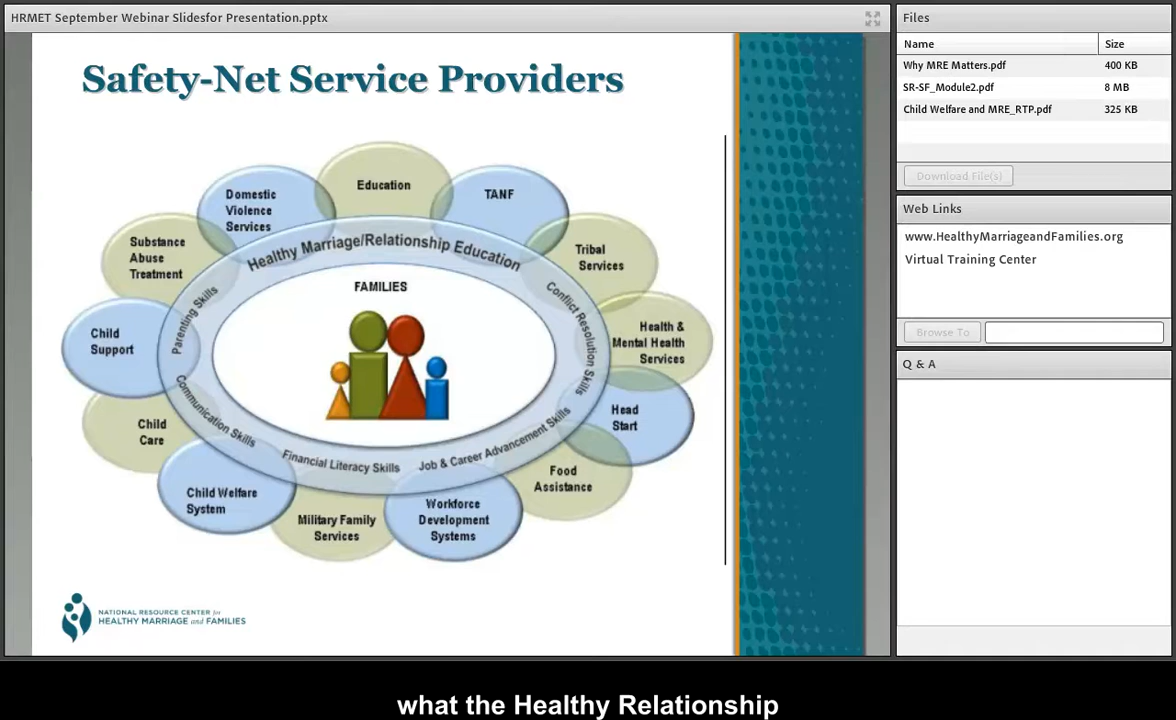 HRMET September Webinar Slidesfor Presentation.pptx
Safety-Net Service Providers
Education
Domestic
Violence
Services
TANF
Substance
Abuse
Treatment
Tribal
Services
Healthy Marriage/Relationship Education
FAMILIES
Parenting Skills
Conflict Resolution Skills
Child
Support
Health &
Mental Health
Services
Communication Skills
Head
Start
Child
Care
Financial Literacy Skills
Job & Career Advancement Skills
Food
Assistance
Child Welfare
System
Military Family
Services
Workforce
Development
Systems
NATIONAL RESOURCE CENTER for
HEALTHY MARRIAGE and FAMILIES
Files
Name Size
Why MRE Matters.pdf 400 KB
SR-SF_Module2.pdf 8 MB
Child Welfare and MRE_RTP.pdf 325 KB
Download File(s)
Web Links
www.HealthyMarriageandFamilies.org
Virtual Training Center
Browse To
Q & A
what the Healthy Relationship